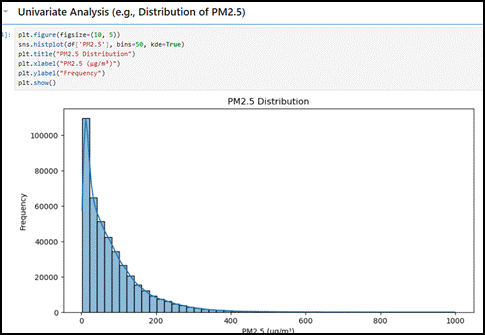 Univariate Analysis (e.g., Distribution of PM2.5)
plt.figure(figsize=(10, 5))
sns.histplot(df['PM2.5'], bins=50, kde=True)
plt.title("PM2.5 Distribution")
plt.xlabel("PM2.5 (µg/m³)")
plt.ylabel("Frequency")
plt.show()
PM2.5 Distribution
100000
80000
60000
40000
20000
0
Frequency
0 200 400 600 800 1000
PM2.5 (µg/m³)